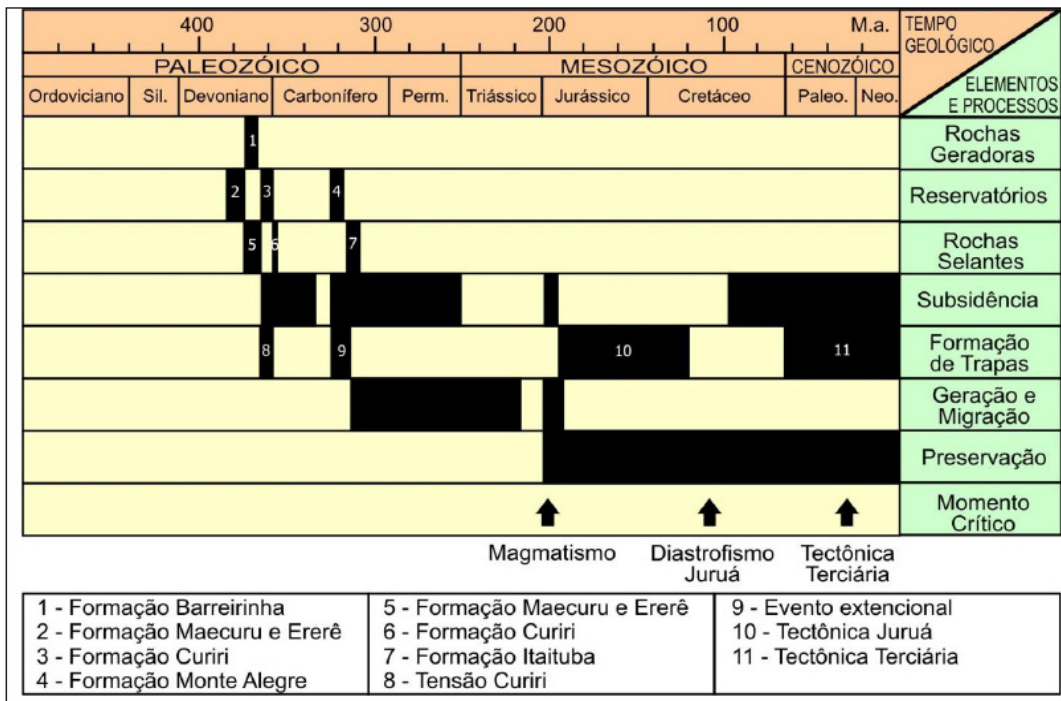 400 300 200 100 M.a.
TEMPO
GEOLÓGICO
PALEOZÓICO MESOZÓICO CENOZÓICO
ELEMENTOS
E PROCESSOS
Ordoviciano Sil. Devoniano Carbonífero Perm. Triássico Jurássico Cretáceo Paleo. Neo.
1
Rochas
Geradoras
2 3 4
Reservatórios
5 6 7
Rochas
Selantes
Subsidência
8 9 10 11
Formação
de Trapas
Geração e
Migração
Preservação
Momento
Crítico
Magmatismo
Diastrofismo
Juruá
Tectônica
Terciária
1 - Formação Barreirinha
2 - Formação Maecuru e Ererê
3 - Formação Curiri
4 - Formação Monte Alegre
5 - Formação Maecuru e Ererê
6 - Formação Curiri
7 - Formação Itaituba
8 - Tensão Curiri
9 - Evento extencional
10 - Tectônica Juruá
11 - Tectônica Terciária